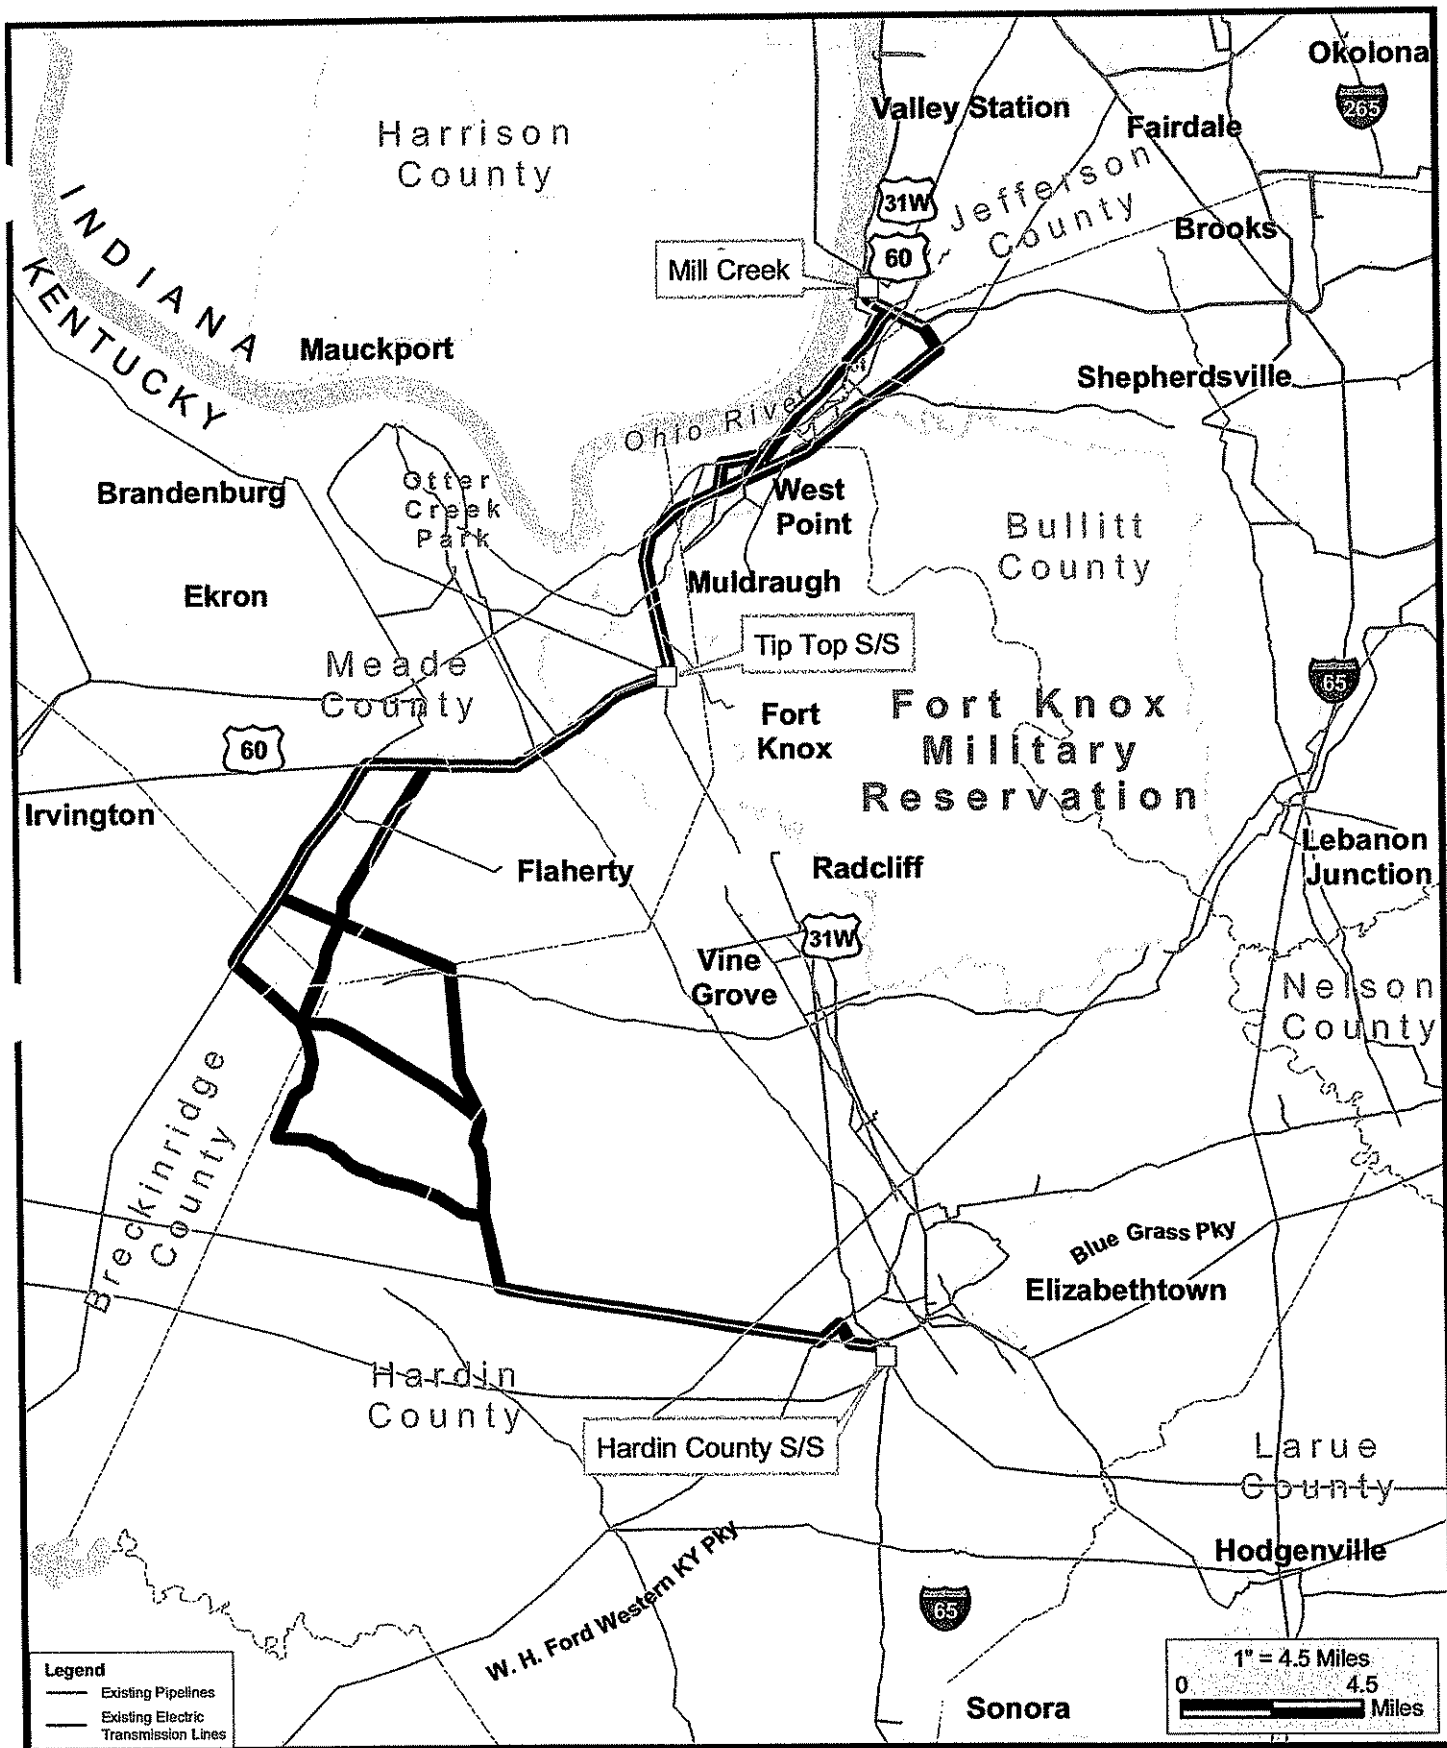 Okolona
265
Harrison
County
Valley Station
Fairdale
31W
Jefferson
County
Brooks
60
Mill Creek
INDIANA
KENTUCKY
Mauckport
Shepherdsville
Ohio River
Brandenburg
Otter
Creek
Park
West
Point
Bullitt
County
Ekron
Muldraugh
Tip Top S/S
Meade
County
65
Fort
Knox
Fort Knox
Military
Reservation
60
Irvington
Flaherty
Radcliff
Lebanon
Junction
31W
Vine
Grove
Nelson
County
Breckinridge
County
Blue Grass Pky
Elizabethtown
Hardin
County
Hardin County S/S
Larue
County
W. H. Ford Western KY Pky
Hodgenville
65
Sonora
Legend
Existing Pipelines
Existing Electric
Transmission Lines
1" = 4.5 Miles
0 4.5
Miles